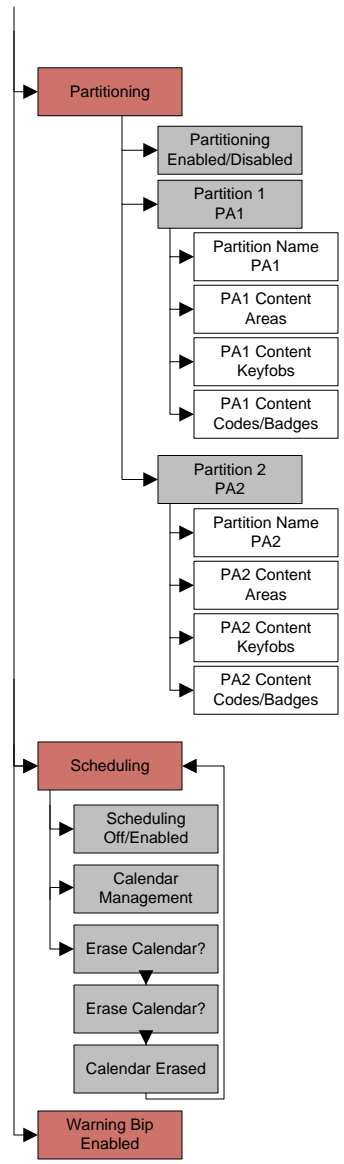 Partitioning
Partitioning
Enabled/Disabled
Partition 1
PA1
Partition Name
PA1
PA1 Content
Areas
PA1 Content
Keyfobs
PA1 Content
Codes/Badges
Partition 2
PA2
Partition Name
PA2
PA2 Content
Areas
PA2 Content
Keyfobs
PA2 Content
Codes/Badges
Scheduling
Scheduling
Off/Enabled
Calendar
Management
Erase Calendar?
Erase Calendar?
Calendar Erased
Warning Bip
Enabled